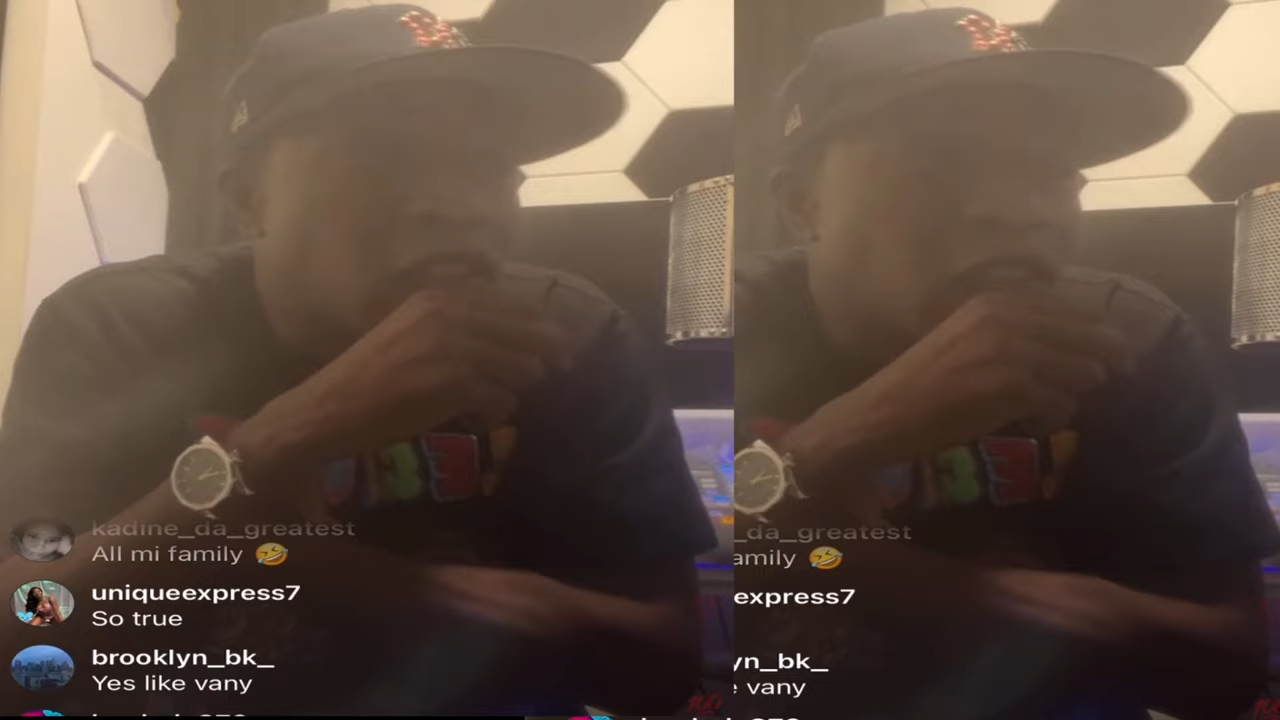 kadine_da_greatest
All mi family 🤣
uniqueexpress7
So true
brooklyn_bk_
Yes like vany
_da_greatest
amily 🤣
express7
yn_bk_
vany